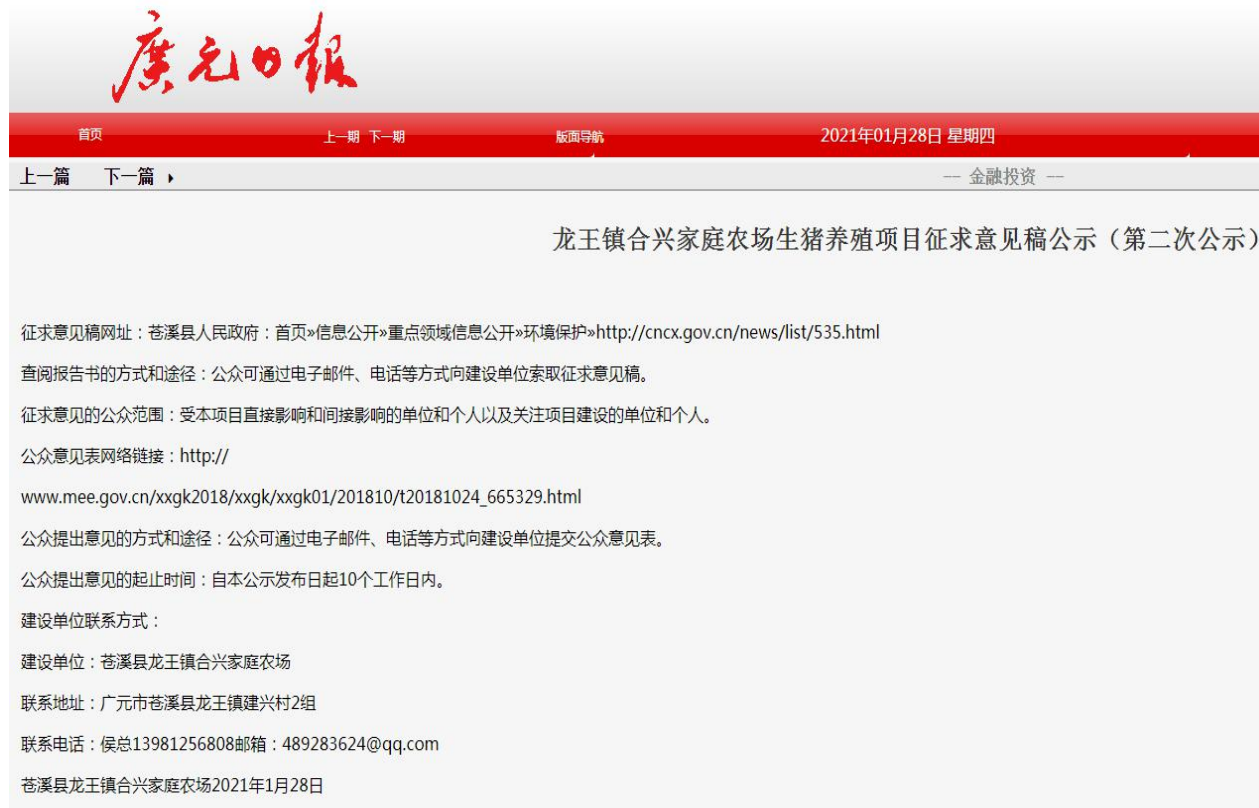 廣元日报
首页 上一期 下一期 版面导航 2021年01月28日 星期四
上一篇 下一篇 -- 金融投资 --
龙王镇合兴家庭农场生猪养殖项目征求意见稿公示（第二次公示）
征求意见稿网址：苍溪县人民政府：首页»信息公开»重点领域信息公开»环境保护»http://cncx.gov.cn/news/list/535.html
查阅报告书的方式和途径：公众可通过电子邮件、电话等方式向建设单位索取征求意见稿。
征求意见的公众范围：受本项目直接影响和间接影响的单位和个人以及关注项目建设的单位和个人。
公众意见表网络链接：http://
www.mee.gov.cn/xxgk2018/xxgk/xxgk01/201810/t20181024_665329.html
公众提出意见的方式和途径：公众可通过电子邮件、电话等方式向建设单位提交公众意见表。
公众提出意见的起止时间：自本公示发布日起10个工作日内。
建设单位联系方式：
建设单位：苍溪县龙王镇合兴家庭农场
联系地址：广元市苍溪县龙王镇建兴村2组
联系电话：侯总13981256808邮箱：489283624@qq.com
苍溪县龙王镇合兴家庭农场2021年1月28日